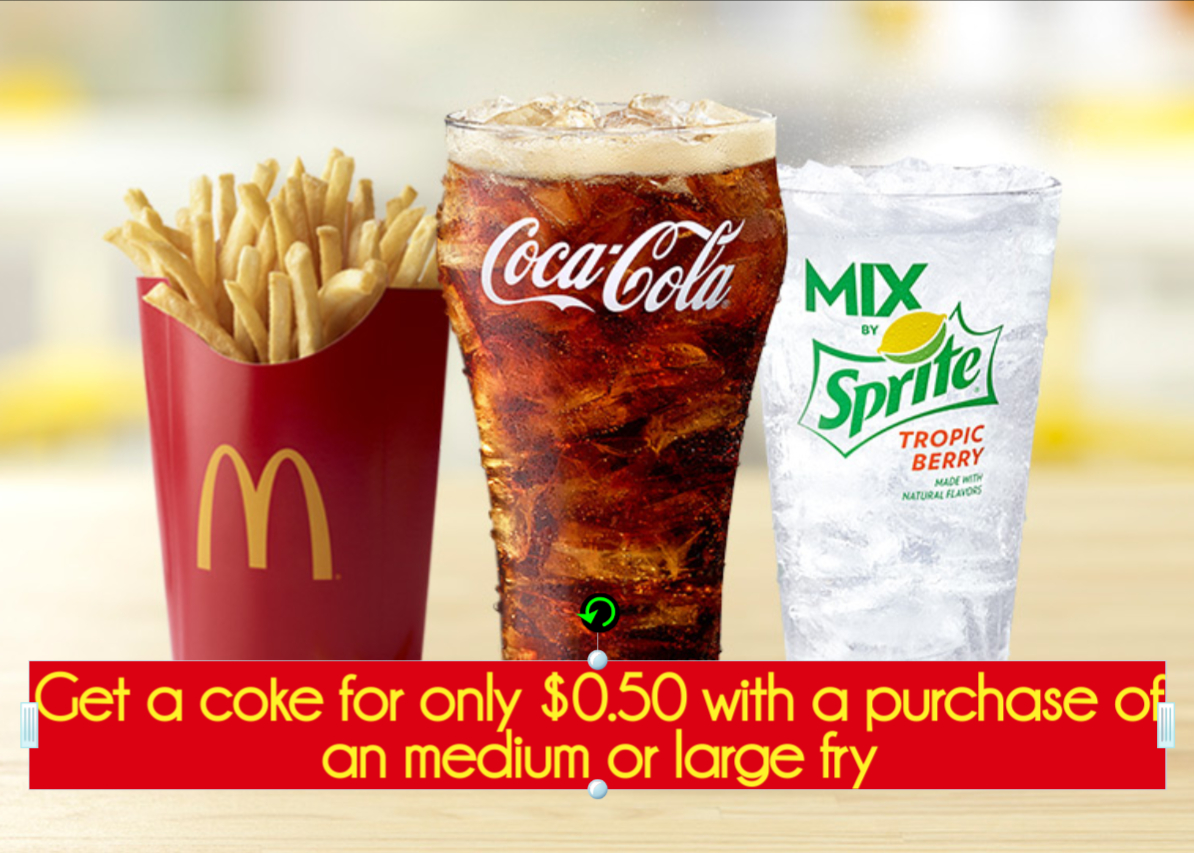 Coca-Cola
MIX
BY
Sprite
TROPIC
BERRY
MADE WITH
NATURAL FLAVORS
Get a coke for only $0.50 with a purchase of
an medium or large fry